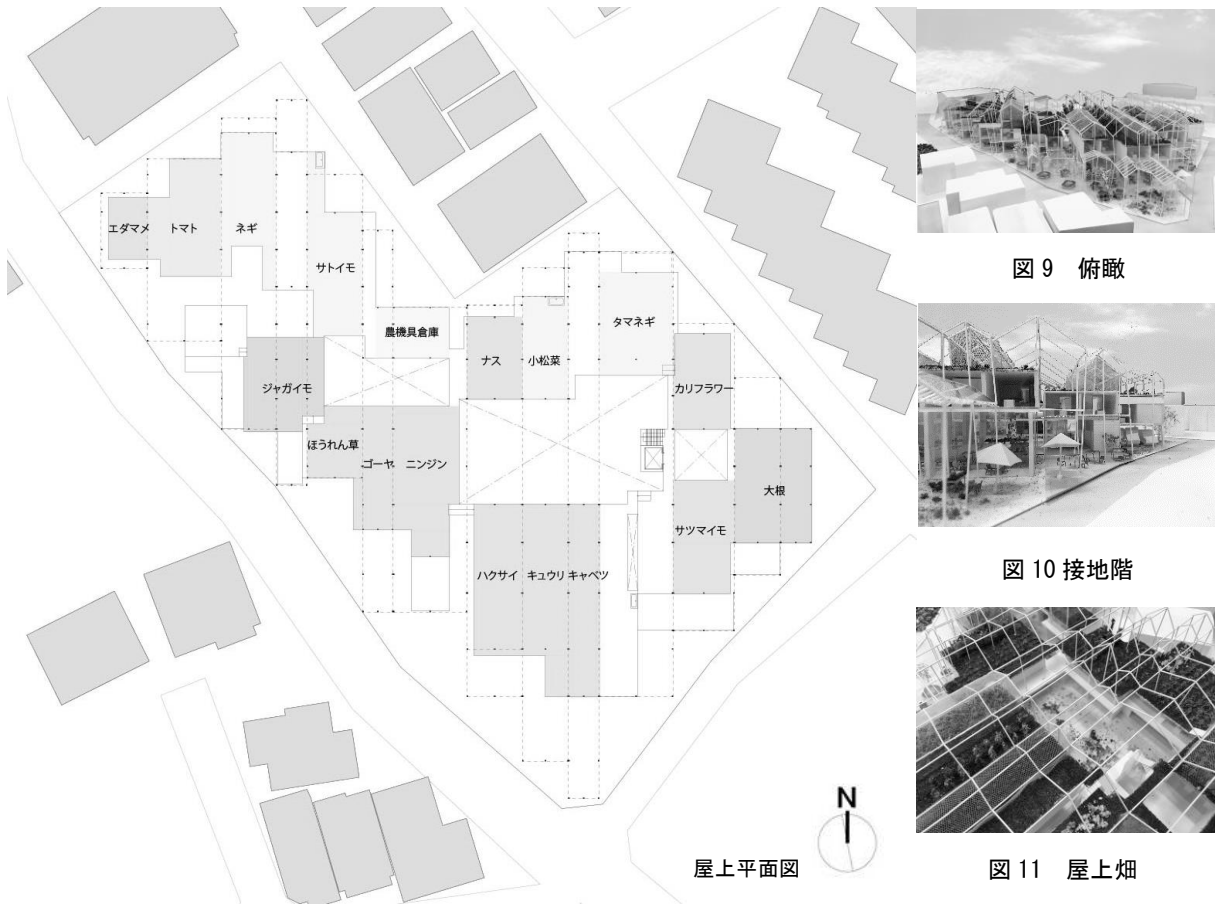 エダマメ
トマト
ネギ
サトイモ
農機具倉庫
ジャガイモ
ほうれん草
ゴーヤ
ニンジン
ナス
小松菜
タマネギ
カリフラワー
大根
サツマイモ
ハクサイ
キュウリ
キャベツ
N
屋上平面図
図9 俯瞰
図10 接地階
図11 屋上畑